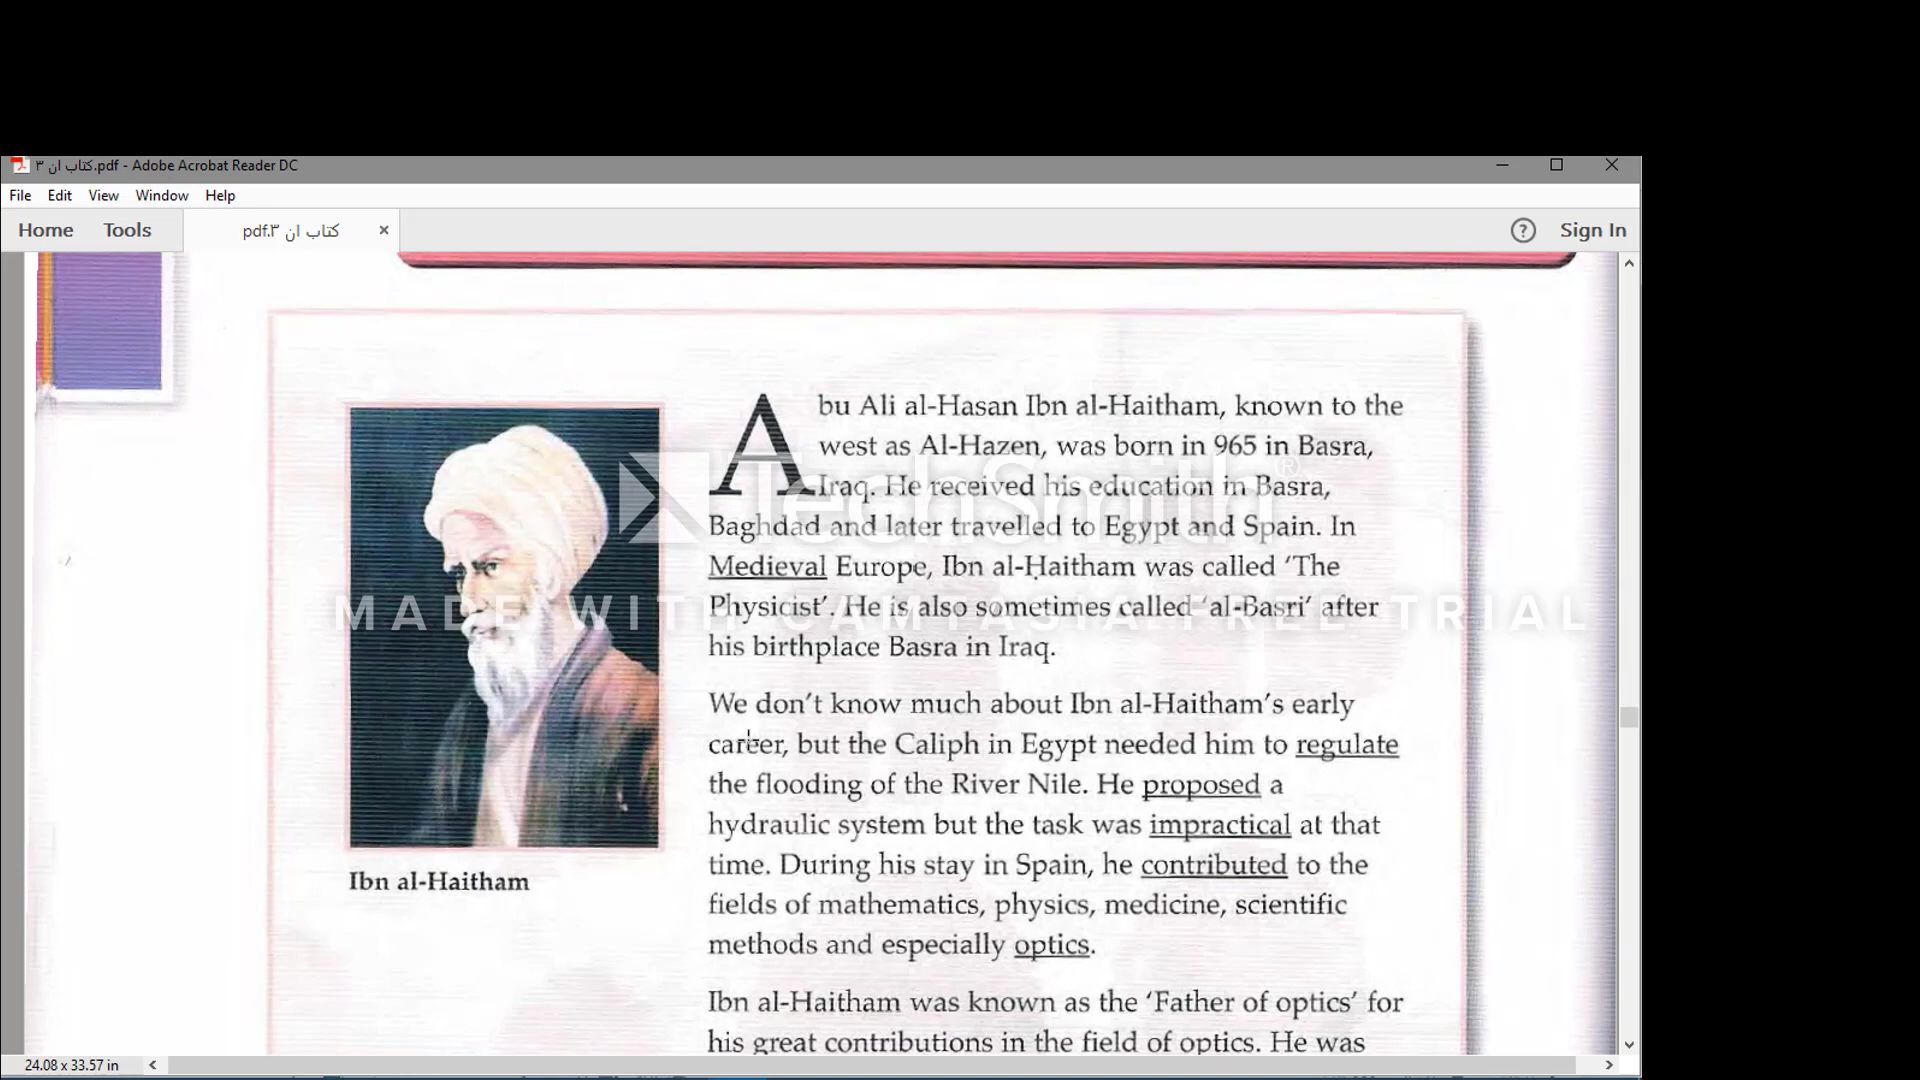 كتاب ان ٣.pdf - Adobe Acrobat Reader DC
File Edit View Window Help
Home Tools كتاب ان ٣.pdf × ? Sign In
Abu Ali al-Hasan Ibn al-Haitham, known to the
west as Al-Hazen, was born in 965 in Basra,
Iraq. He received his education in Basra,
TechSmith®
Baghdad and later travelled to Egypt and Spain. In
Medieval Europe, Ibn al-Haitham was called ‘The
Physicist’. He is also sometimes called ‘al-Basri’ after
MADE WITH CAMTASIA FREE TRIAL
his birthplace Basra in Iraq.
We don’t know much about Ibn al-Haitham’s early
career, but the Caliph in Egypt needed him to regulate
the flooding of the River Nile. He proposed a
hydraulic system but the task was impractical at that
time. During his stay in Spain, he contributed to the
fields of mathematics, physics, medicine, scientific
methods and especially optics.
Ibn al-Haitham
Ibn al-Haitham was known as the ‘Father of optics’ for
his great contributions in the field of optics. He was
24.08 x 33.57 in